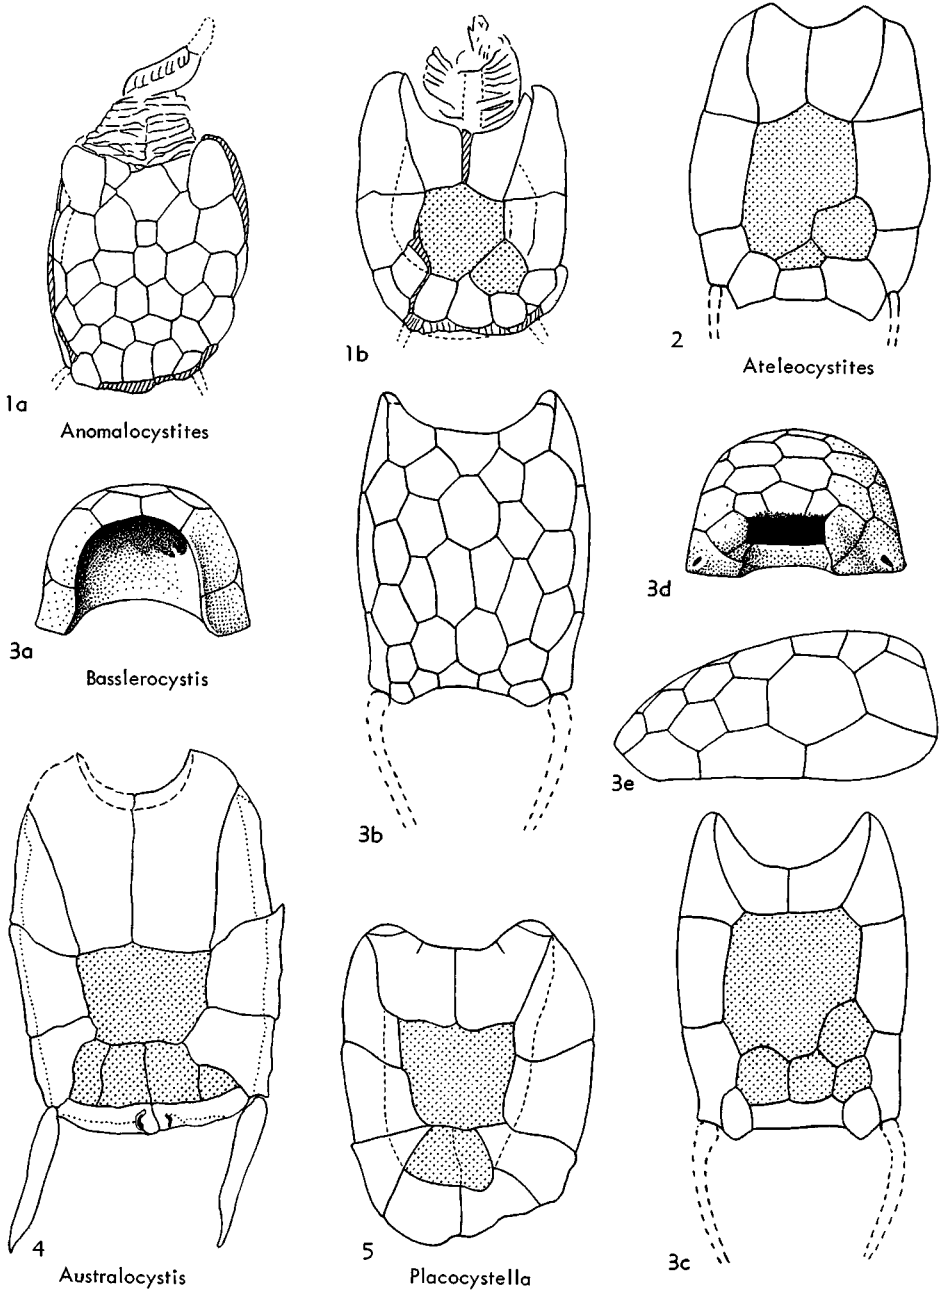 1a
Anomalocystites
1b
2
Ateleocystites
3a
Basslerocystis
3b
3d
3e
4
Australocystis
5
Placocystella
3c